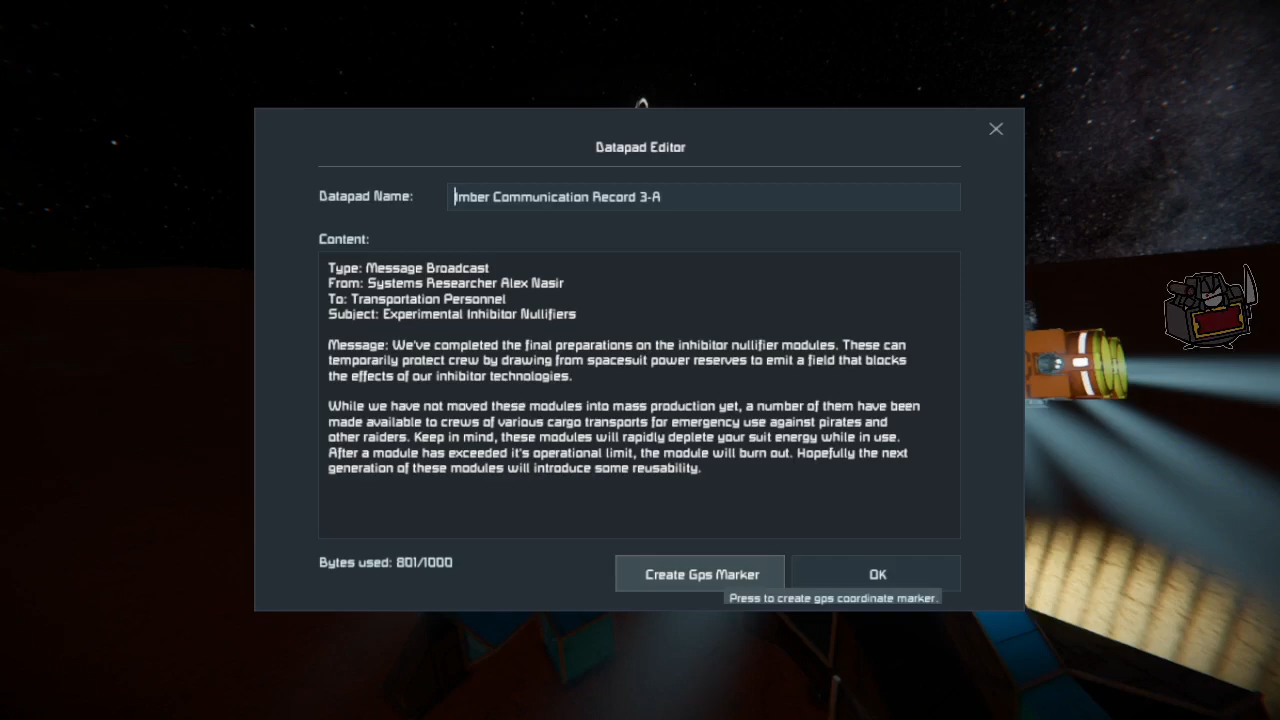 Datapad Editor
Datapad Name:
Imber Communication Record 3-A
Content:
Type: Message Broadcast
From: Systems Researcher Alex Nasir
To: Transportation Personnel
Subject: Experimental Inhibitor Nullifiers
Message: We've completed the final preparations on the inhibitor nullifier modules. These can
temporarily protect crew by drawing from spacesuit power reserves to emit a field that blocks
the effects of our inhibitor technologies.
While we have not moved these modules into mass production yet, a number of them have been
made available to crews of various cargo transports for emergency use against pirates and
other raiders. Keep in mind, these modules will rapidly deplete your suit energy while in use.
After a module has exceeded it's operational limit, the module will burn out. Hopefully the next
generation of these modules will introduce some reusability.
Bytes used: 801/1000
Create Gps Marker
OK
Press to create gps coordinate marker.